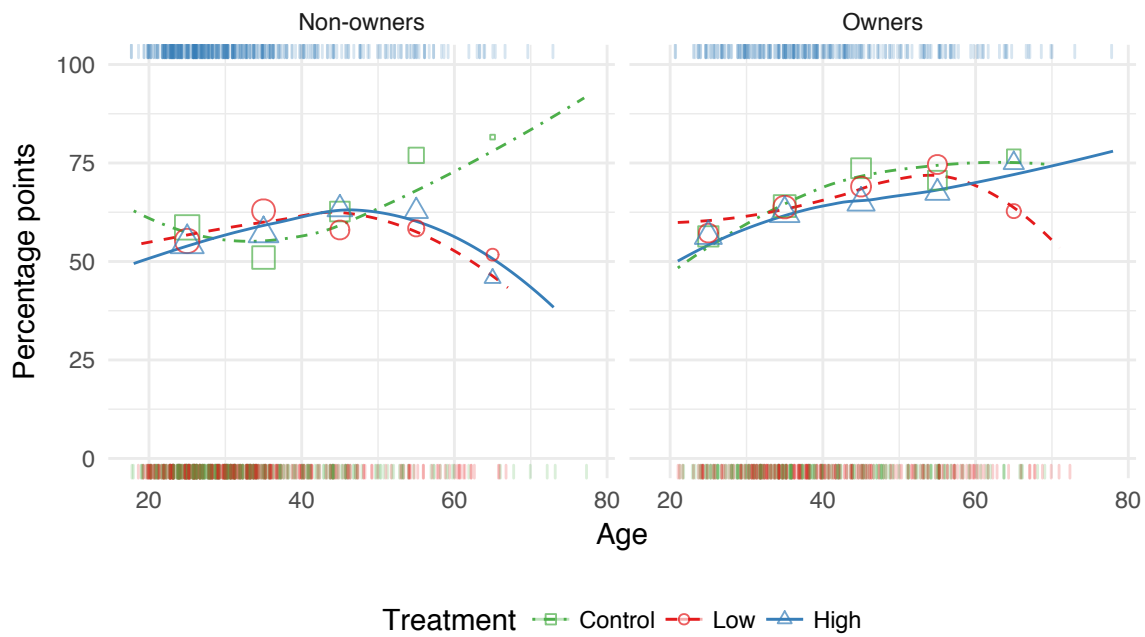 Non-owners
Owners
Percentage points
100
75
50
25
0
20 40 60 80
20 40 60 80
Age
Treatment Control Low High